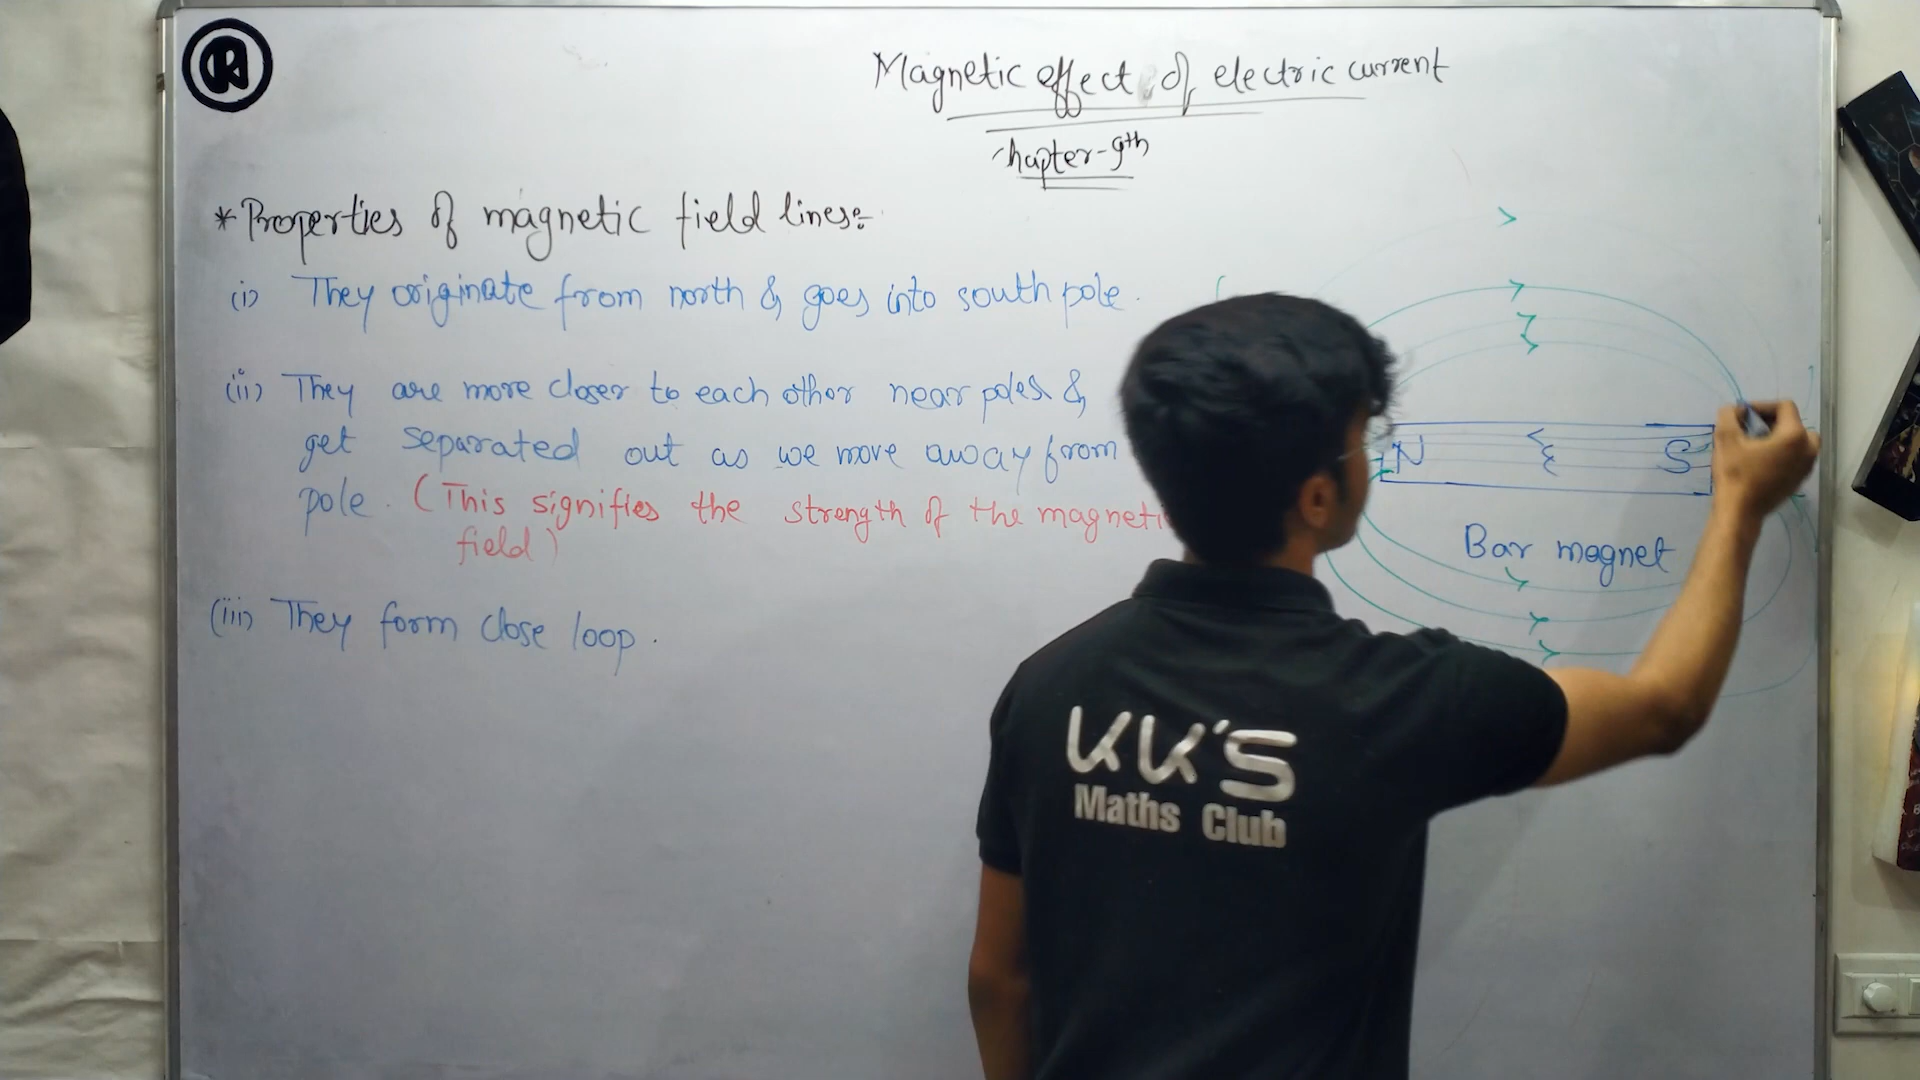 R
Magnetic effect of electric current
Chapter-9th
*Properties of magnetic field lines:-
(i) They originate from north & goes into south pole.
(ii) They are more closer to each other near poles &
get separated out as we move away from
pole. (This signifies the strength of the magneti
field)
(iii) They form close loop.
N S
Bar magnet
KK'S
Maths Club